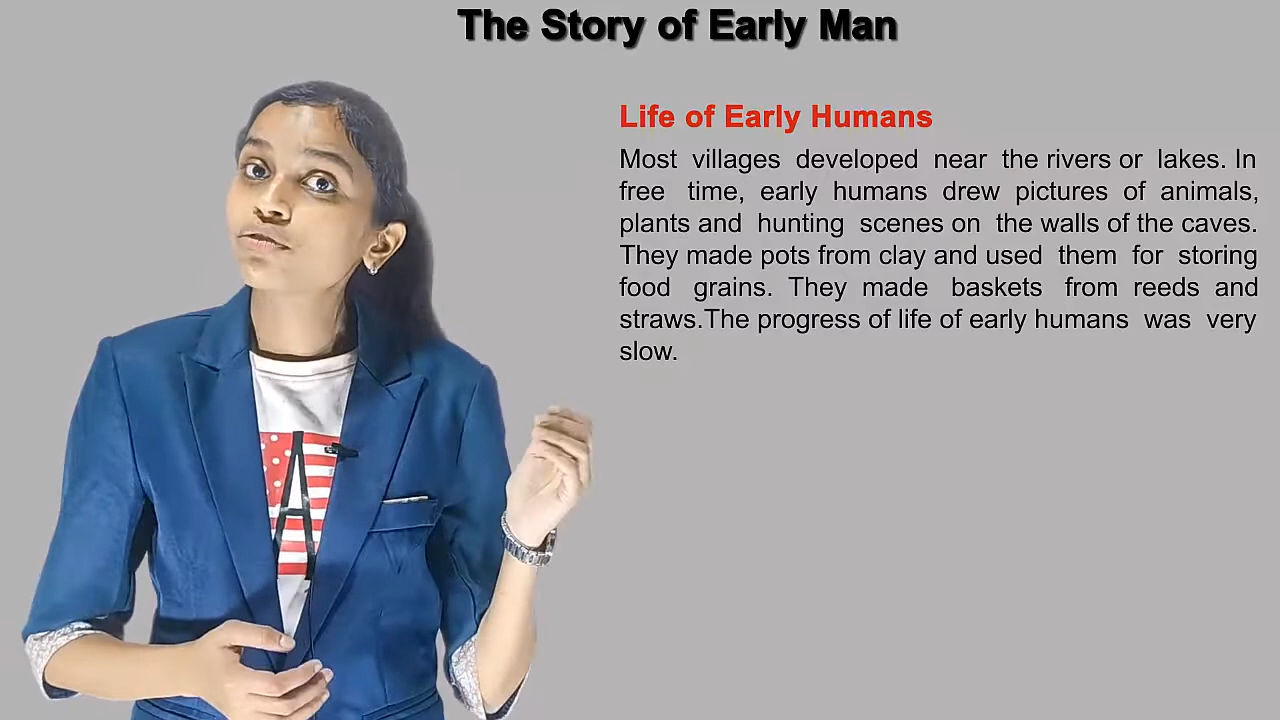 The Story of Early Man
Life of Early Humans
Most villages developed near the rivers or lakes. In
free time, early humans drew pictures of animals,
plants and hunting scenes on the walls of the caves.
They made pots from clay and used them for storing
food grains. They made baskets from reeds and
straws.The progress of life of early humans was very
slow.
A